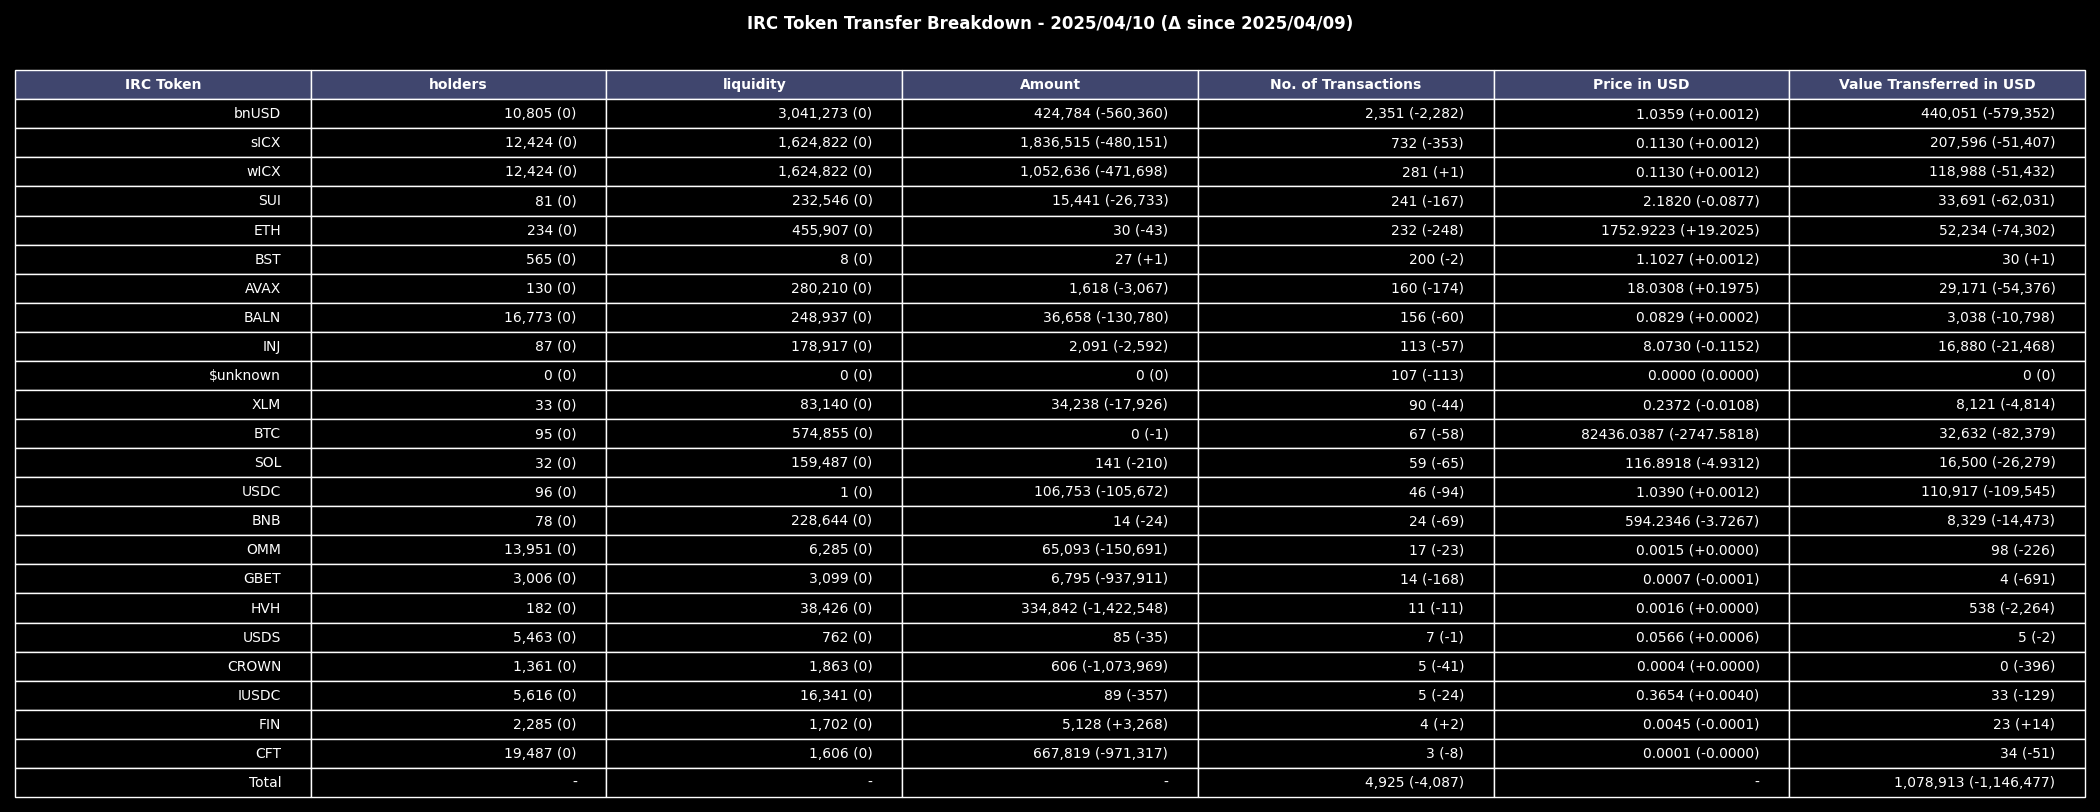 IRC Token Transfer Breakdown - 2025/04/10 (Δ since 2025/04/09)
IRC Token holders liquidity Amount No. of Transactions Price in USD Value Transferred in USD
bnUSD 10,805 (0) 3,041,273 (0) 424,784 (-560,360) 2,351 (-2,282) 1.0359 (+0.0012) 440,051 (-579,352)
sICX 12,424 (0) 1,624,822 (0) 1,836,515 (-480,151) 732 (-353) 0.1130 (+0.0012) 207,596 (-51,407)
wICX 12,424 (0) 1,624,822 (0) 1,052,636 (-471,698) 281 (+1) 0.1130 (+0.0012) 118,988 (-51,432)
SUI 81 (0) 232,546 (0) 15,441 (-26,733) 241 (-167) 2.1820 (-0.0877) 33,691 (-62,031)
ETH 234 (0) 455,907 (0) 30 (-43) 232 (-248) 1752.9223 (+19.2025) 52,234 (-74,302)
BST 565 (0) 8 (0) 27 (+1) 200 (-2) 1.1027 (+0.0012) 30 (+1)
AVAX 130 (0) 280,210 (0) 1,618 (-3,067) 160 (-174) 18.0308 (+0.1975) 29,171 (-54,376)
BALN 16,773 (0) 248,937 (0) 36,658 (-130,780) 156 (-60) 0.0829 (+0.0002) 3,038 (-10,798)
INJ 87 (0) 178,917 (0) 2,091 (-2,592) 113 (-57) 8.0730 (-0.1152) 16,880 (-21,468)
$unknown 0 (0) 0 (0) 0 (0) 107 (-113) 0.0000 (0.0000) 0 (0)
XLM 33 (0) 83,140 (0) 34,238 (-17,926) 90 (-44) 0.2372 (-0.0108) 8,121 (-4,814)
BTC 95 (0) 574,855 (0) 0 (-1) 67 (-58) 82436.0387 (-2747.5818) 32,632 (-82,379)
SOL 32 (0) 159,487 (0) 141 (-210) 59 (-65) 116.8918 (-4.9312) 16,500 (-26,279)
USDC 96 (0) 1 (0) 106,753 (-105,672) 46 (-94) 1.0390 (+0.0012) 110,917 (-109,545)
BNB 78 (0) 228,644 (0) 14 (-24) 24 (-69) 594.2346 (-3.7267) 8,329 (-14,473)
OMM 13,951 (0) 6,285 (0) 65,093 (-150,691) 17 (-23) 0.0015 (+0.0000) 98 (-226)
GBET 3,006 (0) 3,099 (0) 6,795 (-937,911) 14 (-168) 0.0007 (-0.0001) 4 (-691)
HVH 182 (0) 38,426 (0) 334,842 (-1,422,548) 11 (-11) 0.0016 (+0.0000) 538 (-2,264)
USDS 5,463 (0) 762 (0) 85 (-35) 7 (-1) 0.0566 (+0.0006) 5 (-2)
CROWN 1,361 (0) 1,863 (0) 606 (-1,073,969) 5 (-41) 0.0004 (+0.0000) 0 (-396)
IUSDC 5,616 (0) 16,341 (0) 89 (-357) 5 (-24) 0.3654 (+0.0040) 33 (-129)
FIN 2,285 (0) 1,702 (0) 5,128 (+3,268) 4 (+2) 0.0045 (-0.0001) 23 (+14)
CFT 19,487 (0) 1,606 (0) 667,819 (-971,317) 3 (-8) 0.0001 (-0.0000) 34 (-51)
Total - - - 4,925 (-4,087) - 1,078,913 (-1,146,477)